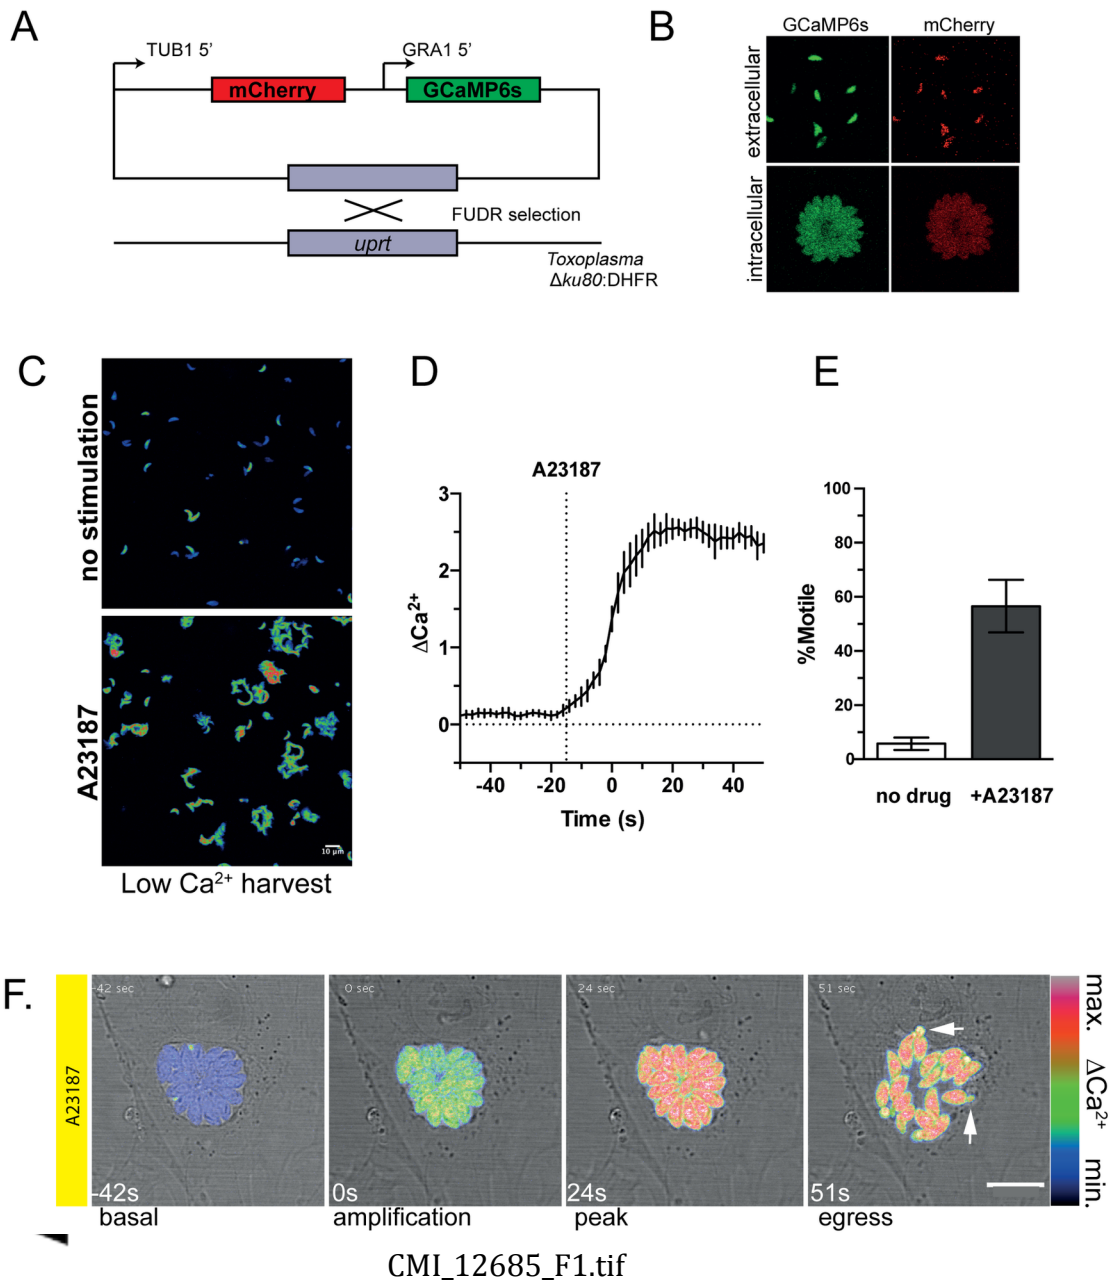 A
TUB1 5’
GRA1 5’
mCherry
GCaMP6s
FUDR selection
uprt
Toxoplasma
Δku80:DHFR
B
GCaMP6s
mCherry
extracellular
intracellular
C
no stimulation
A23187
10 μm
Low Ca²⁺ harvest
D
A23187
3
2
1
0
ΔCa²⁺
-40
-20
0
20
40
Time (s)
E
100
80
60
40
20
0
%Motile
no drug
+A23187
F.
A23187
-42 sec
0 sec
24 sec
51 sec
-42s
0s
24s
51s
basal
amplification
peak
egress
max.
ΔCa²⁺
min.
CMI_12685_F1.tif